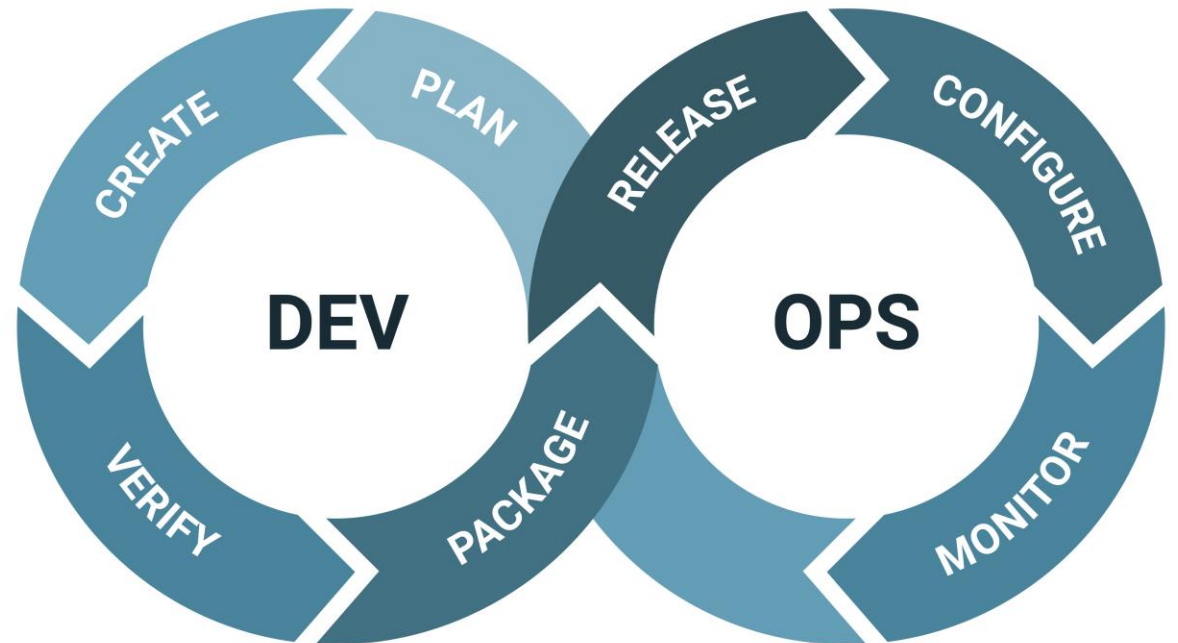 PLAN
CREATE
VERIFY
PACKAGE
RELEASE
CONFIGURE
MONITOR
DEV
OPS